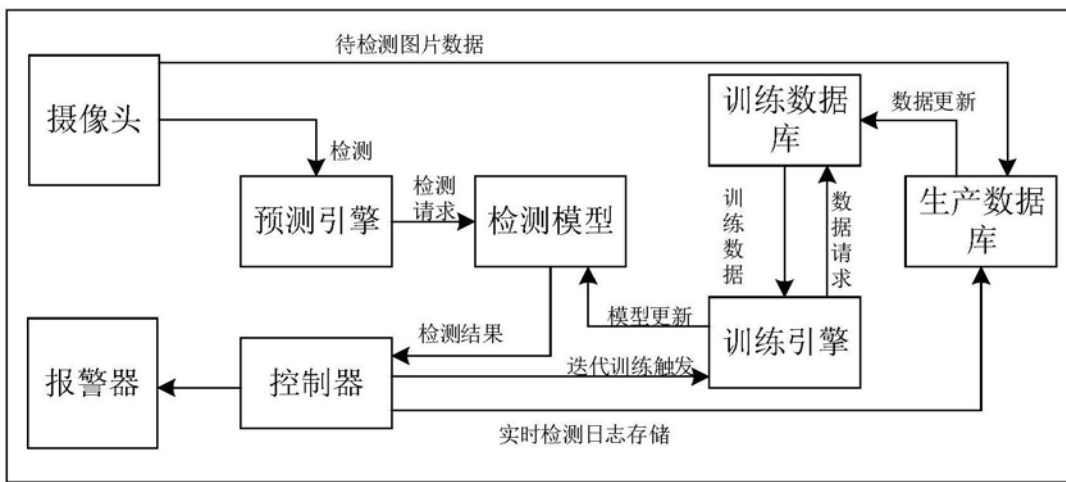 待检测图片数据
摄像头
检测
预测引擎
检测
请求
检测模型
训练数据
库
数据更新
生产数据
库
训练数据
数据请求
模型更新
训练引擎
检测结果
迭代训练触发
报警器
控制器
实时检测日志存储